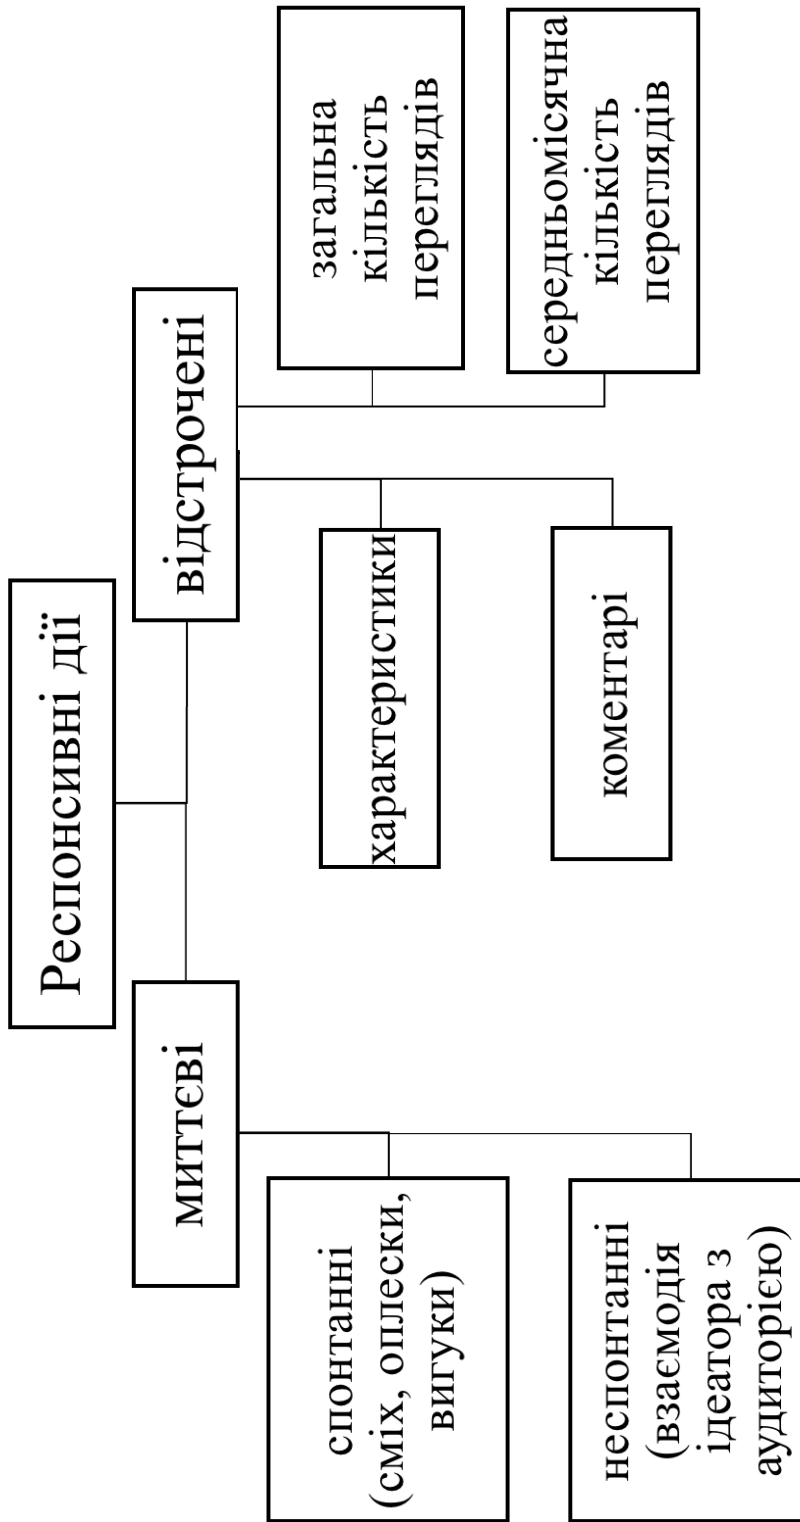 Респонсивні дії
миттєві
відстрочені
спонтанні
(сміх, оплески,
вигуки)
неспонтанні
(взаємодія
ідеатора з
аудиторією)
характеристики
коментарі
загальна
кількість
переглядів
середньомісячна
кількість
переглядів